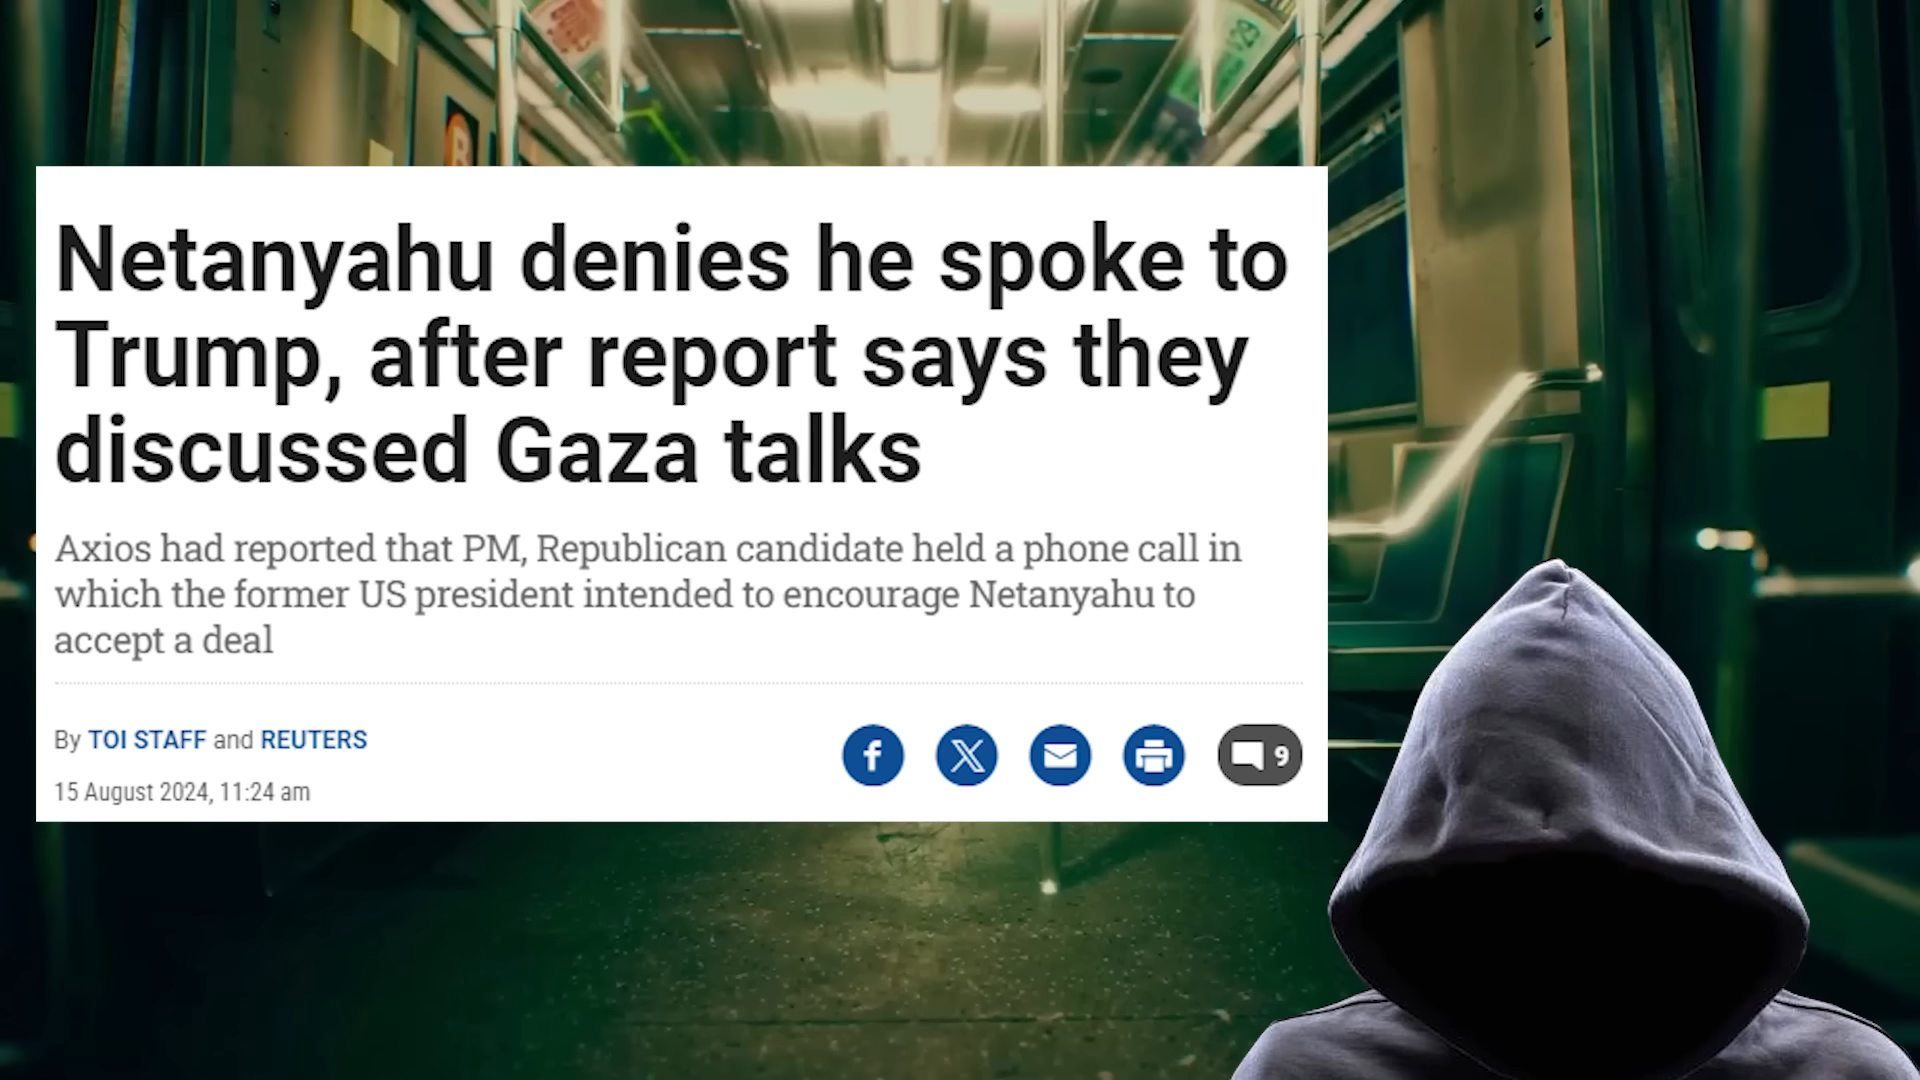 Netanyahu denies he spoke to
Trump, after report says they
discussed Gaza talks
Axios had reported that PM, Republican candidate held a phone call in
which the former US president intended to encourage Netanyahu to
accept a deal
By TOI STAFF and REUTERS
15 August 2024, 11:24 am
9